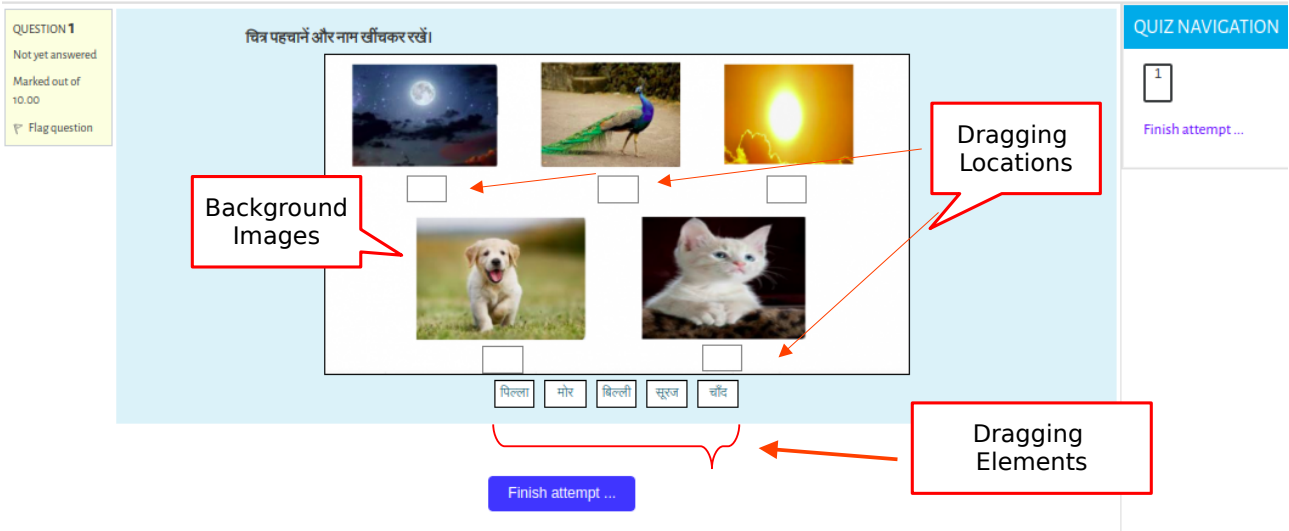 QUESTION 1
Not yet answered
Marked out of
10.00
Flag question
चित्र पहचानें और नाम खींचकर रखें।
Background
Images
Dragging
Locations
पिल्ला
मोर
बिल्ली
सूरज
चाँद
Dragging
Elements
Finish attempt ...
QUIZ NAVIGATION
1
Finish attempt ...